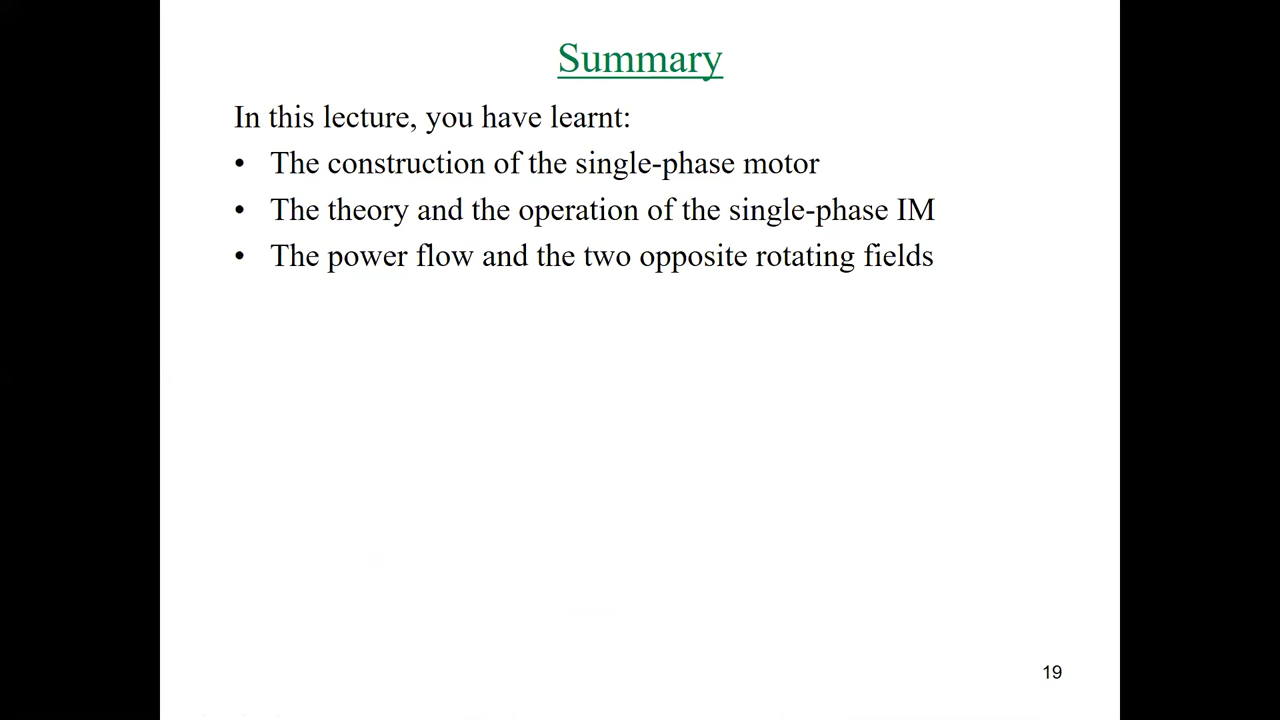 Summary
In this lecture, you have learnt:
• The construction of the single-phase motor
• The theory and the operation of the single-phase IM
• The power flow and the two opposite rotating fields
19